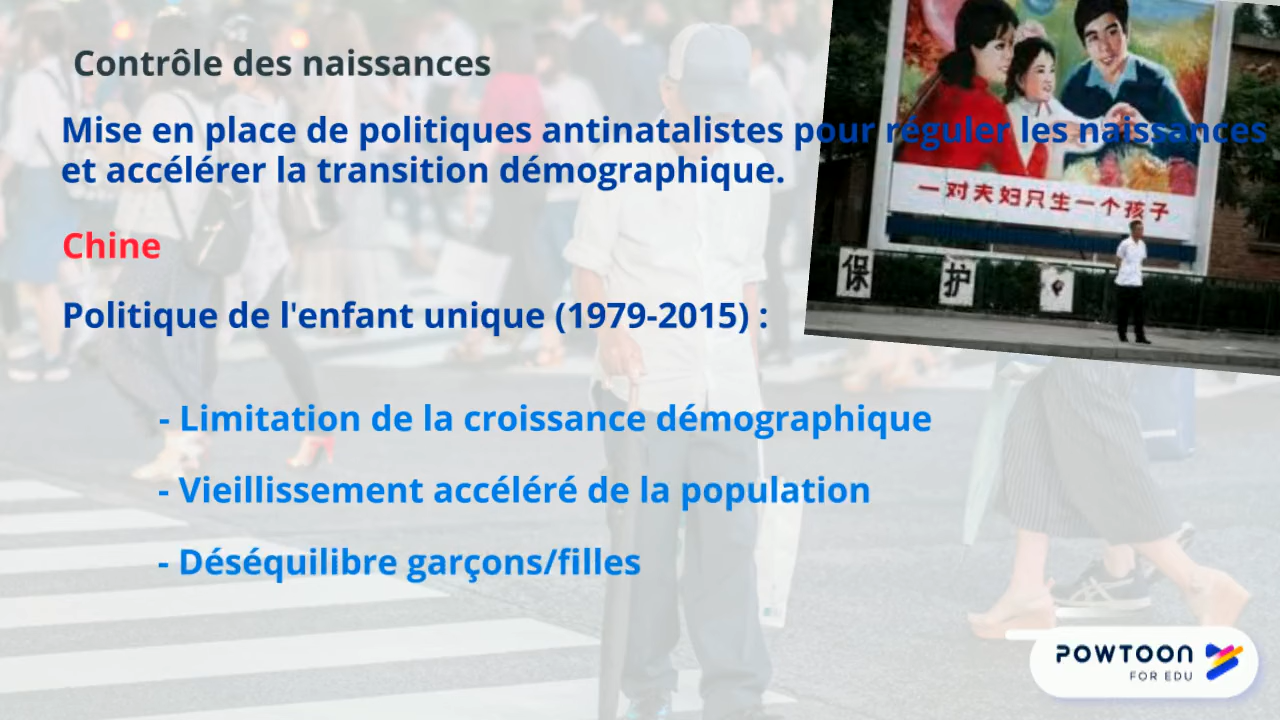 Contrôle des naissances
Mise en place de politiques antinatalistes pour réguler les naissances
et accélérer la transition démographique.
一对夫妇只生一个孩子
保护
Chine
Politique de l'enfant unique (1979-2015) :
- Limitation de la croissance démographique
- Vieillissement accéléré de la population
- Déséquilibre garçons/filles
POWTOON
FOR EDU